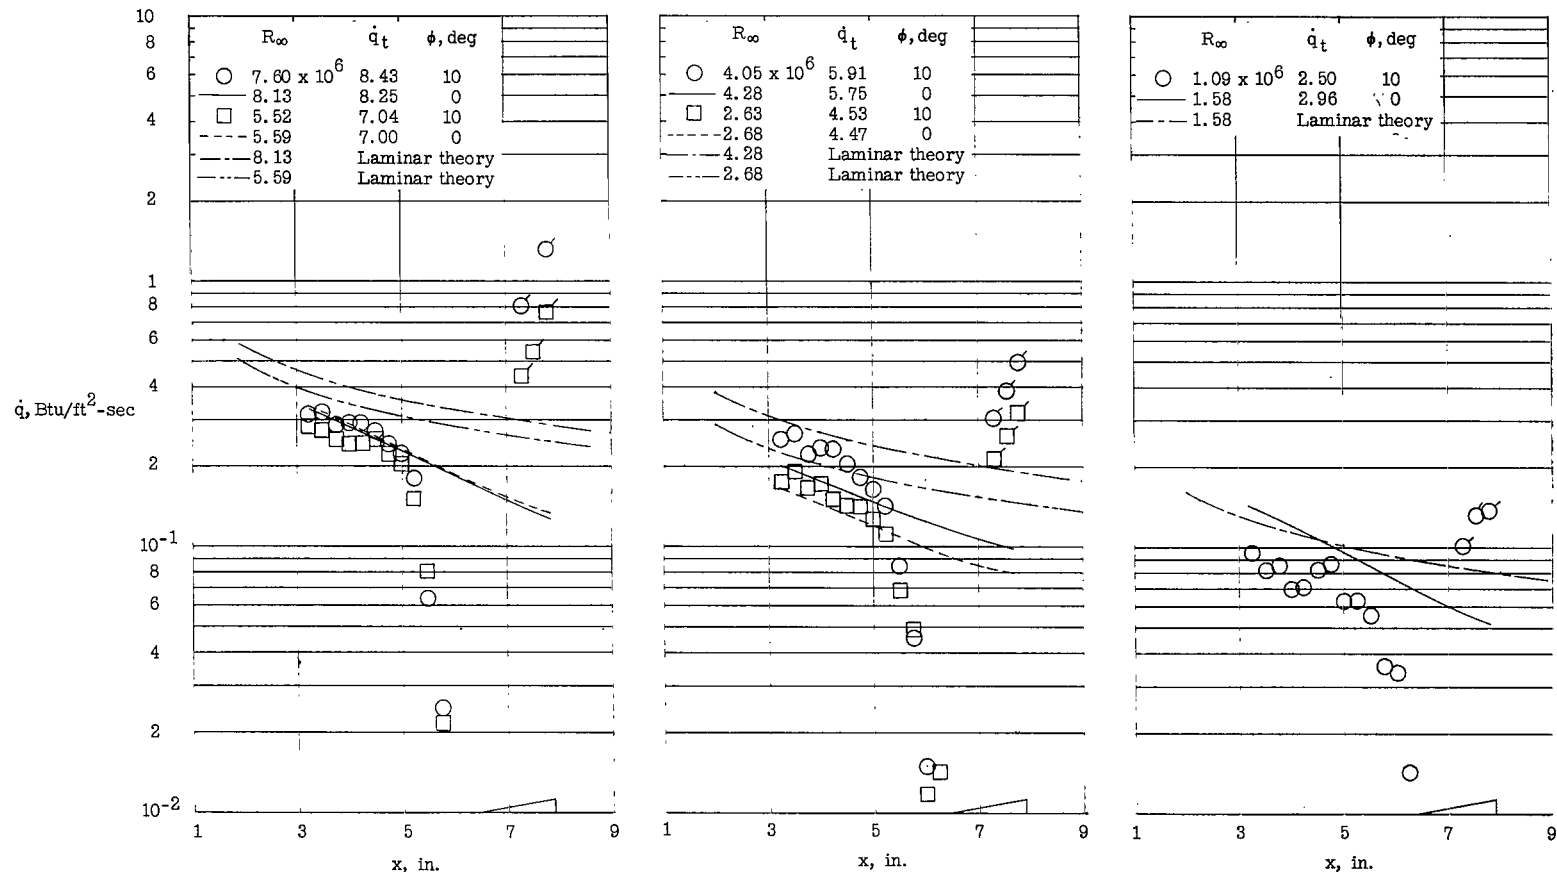 R∞ q̇t ϕ, deg
7.60 x 10^6 8.43 10
8.13 8.25 0
5.52 7.04 10
5.59 7.00 0
8.13 Laminar theory
5.59 Laminar theory
R∞ q̇t ϕ, deg
4.05 x 10^6 5.91 10
4.28 5.75 0
2.63 4.53 10
2.68 4.47 0
4.28 Laminar theory
2.68 Laminar theory
R∞ q̇t ϕ, deg
1.09 x 10^6 2.50 10
1.58 2.96 0
1.58 Laminar theory
10
8
6
4
2
1
8
6
4
2
10^-1
8
6
4
2
10^-2
q̇, Btu/ft^2-sec
1 3 5 7 9
x, in.
1 3 5 7 9
x, in.
1 3 5 7 9
x, in.